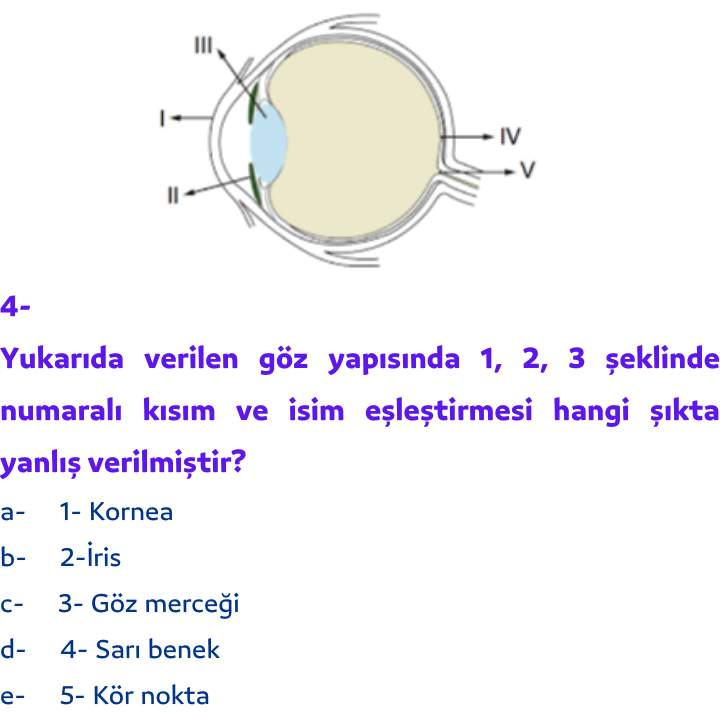 III
I
IV
V
II
4-
Yukarıda verilen göz yapısında 1, 2, 3 şeklinde
numaralı kısım ve isim eşleştirmesi hangi şıkta
yanlış verilmiştir?
a- 1- Kornea
b- 2-İris
c- 3- Göz merceği
d- 4- Sarı benek
e- 5- Kör nokta